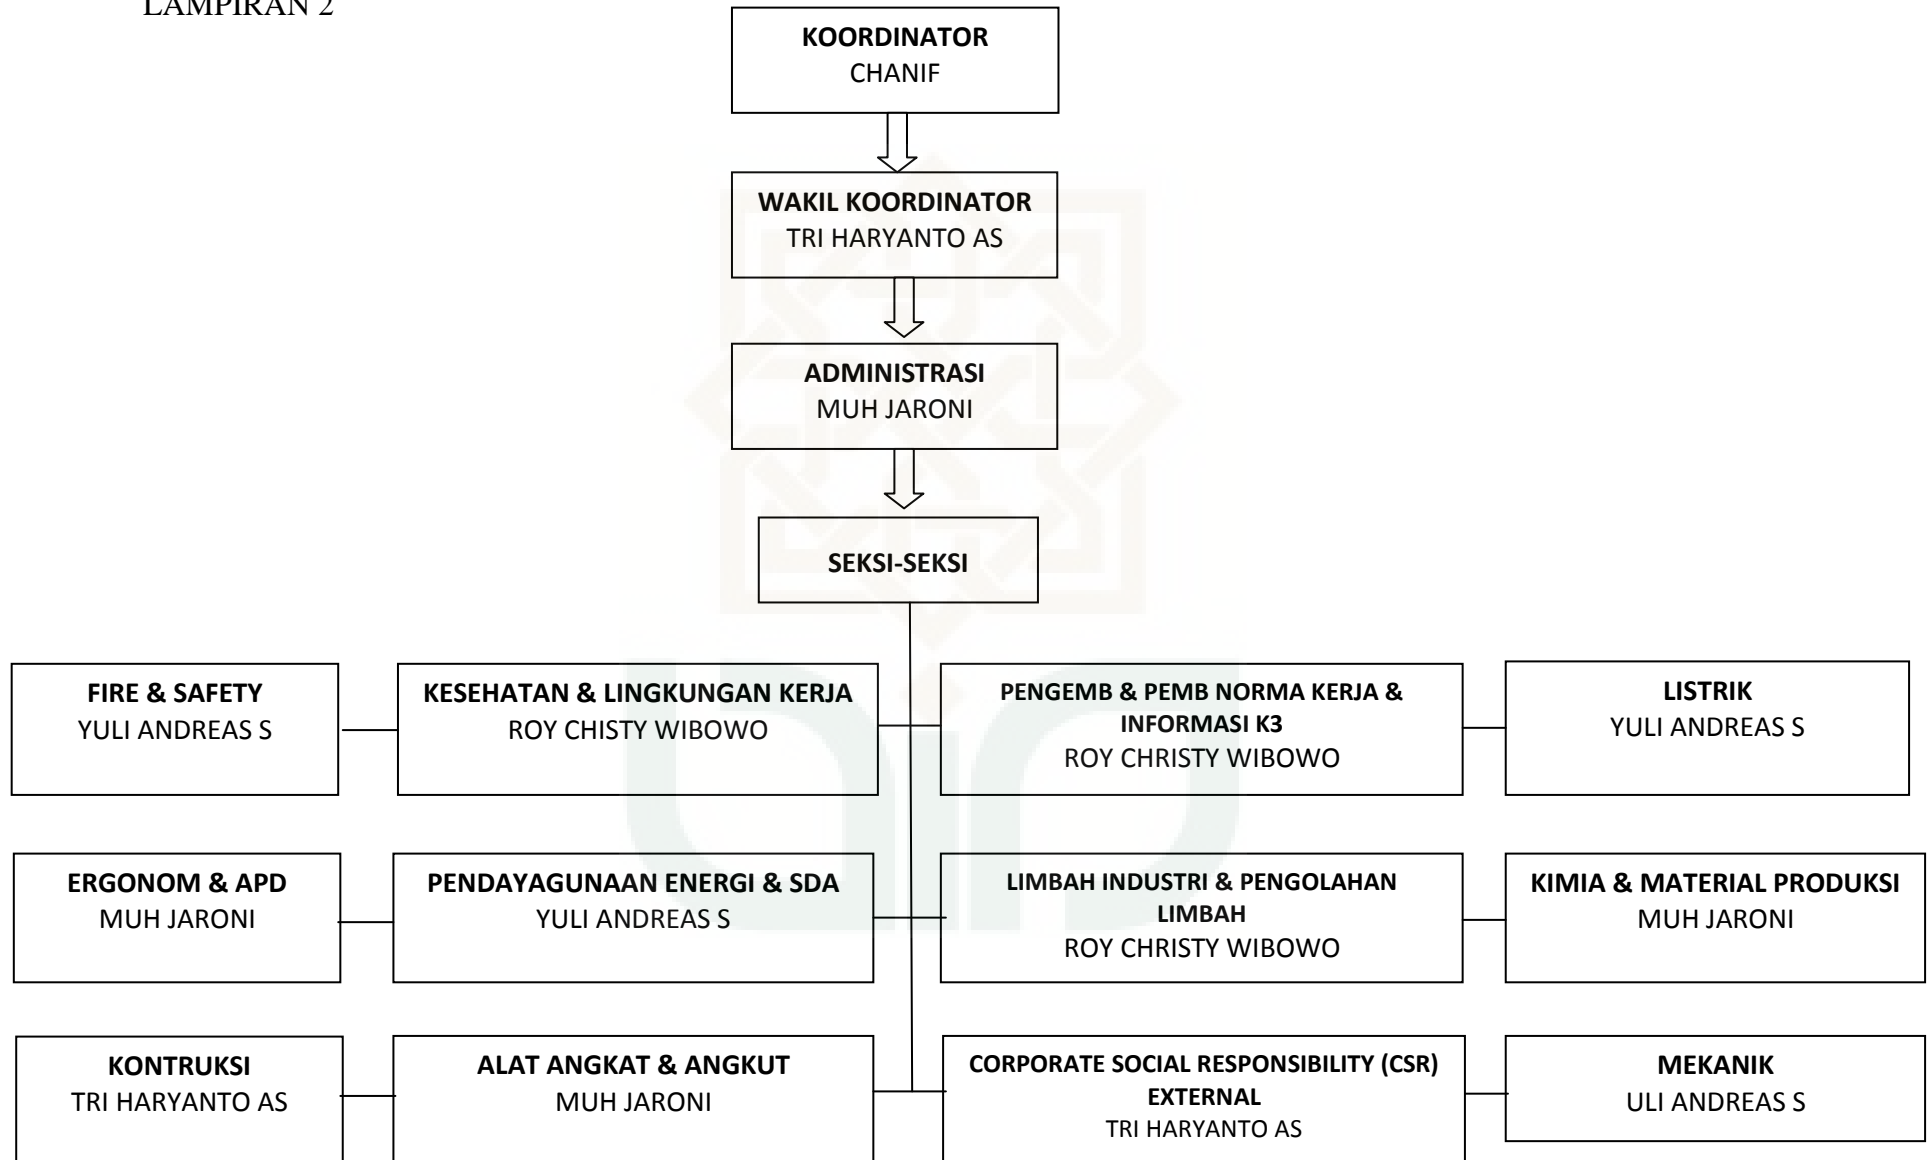 LAMPIRAN 2
KOORDINATOR
CHANIF
WAKIL KOORDINATOR
TRI HARYANTO AS
ADMINISTRASI
MUH JARONI
SEKSI-SEKSI
FIRE & SAFETY
YULI ANDREAS S
KESEHATAN & LINGKUNGAN KERJA
ROY CHISTY WIBOWO
PENGEMB & PEMB NORMA KERJA &
INFORMASI K3
ROY CHRISTY WIBOWO
LISTRIK
YULI ANDREAS S
ERGONOM & APD
MUH JARONI
PENDAYAGUNAAN ENERGI & SDA
YULI ANDREAS S
LIMBAH INDUSTRI & PENGOLAHAN
LIMBAH
ROY CHRISTY WIBOWO
KIMIA & MATERIAL PRODUKSI
MUH JARONI
KONTRUKSI
TRI HARYANTO AS
ALAT ANGKAT & ANGKUT
MUH JARONI
CORPORATE SOCIAL RESPONSIBILITY (CSR)
EXTERNAL
TRI HARYANTO AS
MEKANIK
ULI ANDREAS S